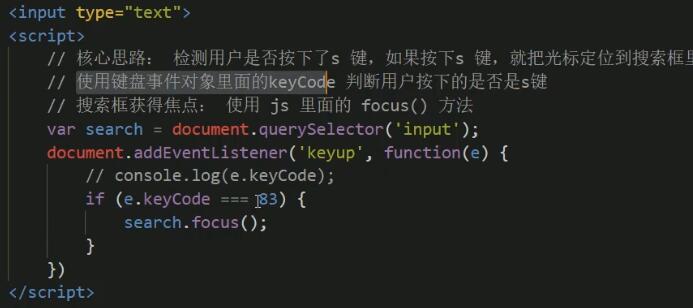 <input type="text">
<script>
// 核心思路： 检测用户是否按下了s 键，如果按下s 键，就把光标定位到搜索框里
// 使用键盘事件对象里面的keyCode 判断用户按下的是否是s键
// 搜索框获得焦点： 使用 js 里面的 focus() 方法
var search = document.querySelector('input');
document.addEventListener('keyup', function(e) {
// console.log(e.keyCode);
if (e.keyCode === 83) {
search.focus();
}
})
</script>